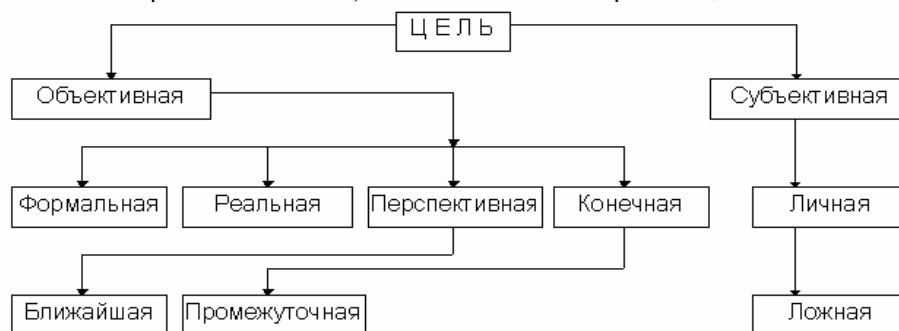 Ц Е Л Ь
Объективная Субъективная
Формальная Реальная Перспективная Конечная Личная
Ближайшая Промежуточная Ложная